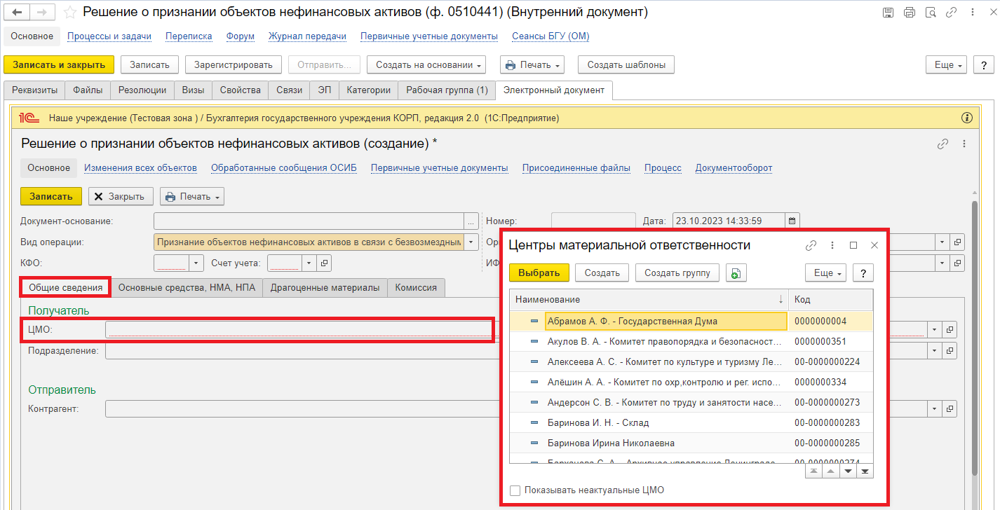 Решение о признании объектов нефинансовых активов (ф. 0510441) (Внутренний документ)
Основное Процессы и задачи Переписка Форум Журнал передачи Первичные учетные документы Сеансы БГУ (ОМ)
Записать и закрыть Записать Зарегистрировать Отправить... Создать на основании Печать Создать шаблоны Еще ?
Реквизиты Файлы Резолюции Визы Свойства Связи ЭП Категории Рабочая группа (1) Электронный документ
1С Наше учреждение (Тестовая зона ) / Бухгалтерия государственного учреждения КОРП, редакция 2.0 (1С:Предприятие)
Решение о признании объектов нефинансовых активов (создание) *
Основное Изменения всех объектов Обработанные сообщения ОСИБ Первичные учетные документы Присоединенные файлы Процесс Документооборот
Записать Закрыть Печать
Документ-основание: ... Номер: Дата: 23.10.2023 14:33:59
Вид операции: Признание объектов нефинансовых активов в связи с безвозмездным Ор
КФО: Счет учета: ИФ
Общие сведения Основные средства, НМА, НПА Драгоценные материалы Комиссия
Получатель
ЦМО:
Подразделение:
Отправитель
Контрагент:
Центры материальной ответственности
Выбрать Создать Создать группу Еще ?
Наименование ↓ Код
Абрамов А. Ф. - Государственная Дума 0000000004
Акулов В. А. - Комитет правопорядка и безопасност... 0000000351
Алексеева А. С. - Комитет по культуре и туризму Ле... 00-0000000224
Алёшин А. А. - Комитет по охр,контролю и рег. испо... 0000000334
Андерсон С. В. - Комитет по труду и занятости насе... 00-0000000273
Баринова И. Н. - Склад 00-0000000283
Баринова Ирина Николаевна 00-0000000285
Показывать неактуальные ЦМО